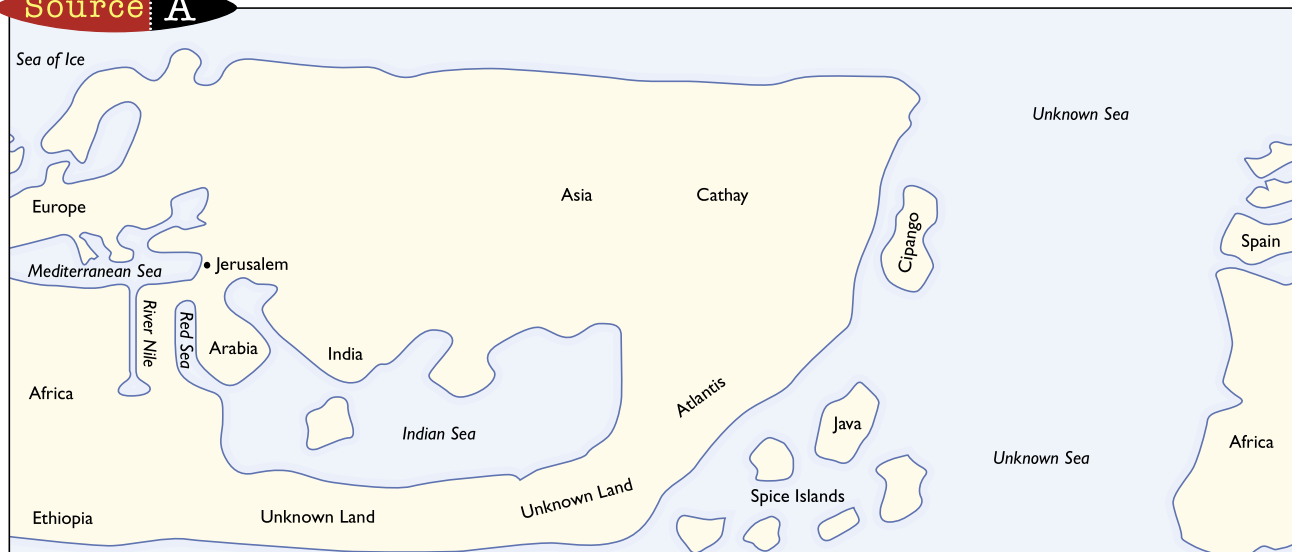 Source A
Sea of Ice
Unknown Sea
Asia
Cathay
Europe
Cipango
Spain
Jerusalem
Mediterranean Sea
River Nile
Red Sea
Arabia
India
Africa
Atlantis
Java
Indian Sea
Africa
Unknown Sea
Spice Islands
Unknown Land
Ethiopia
Unknown Land